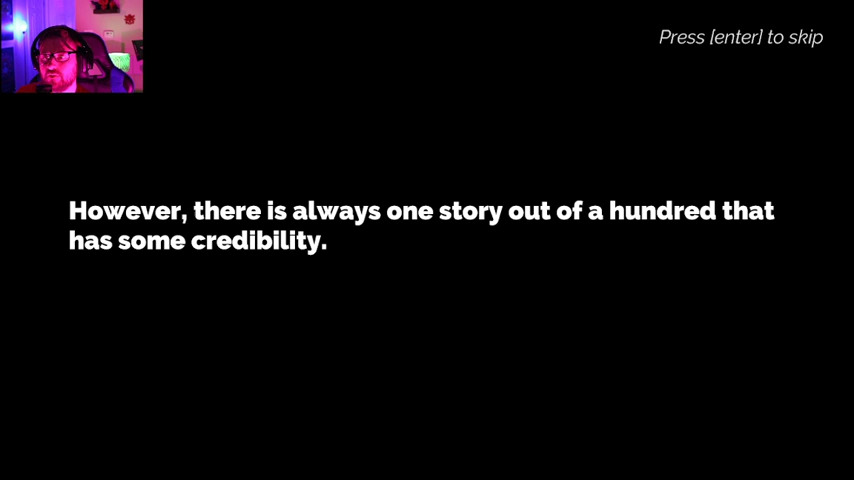 Press [enter] to skip
However, there is always one story out of a hundred that
has some credibility.